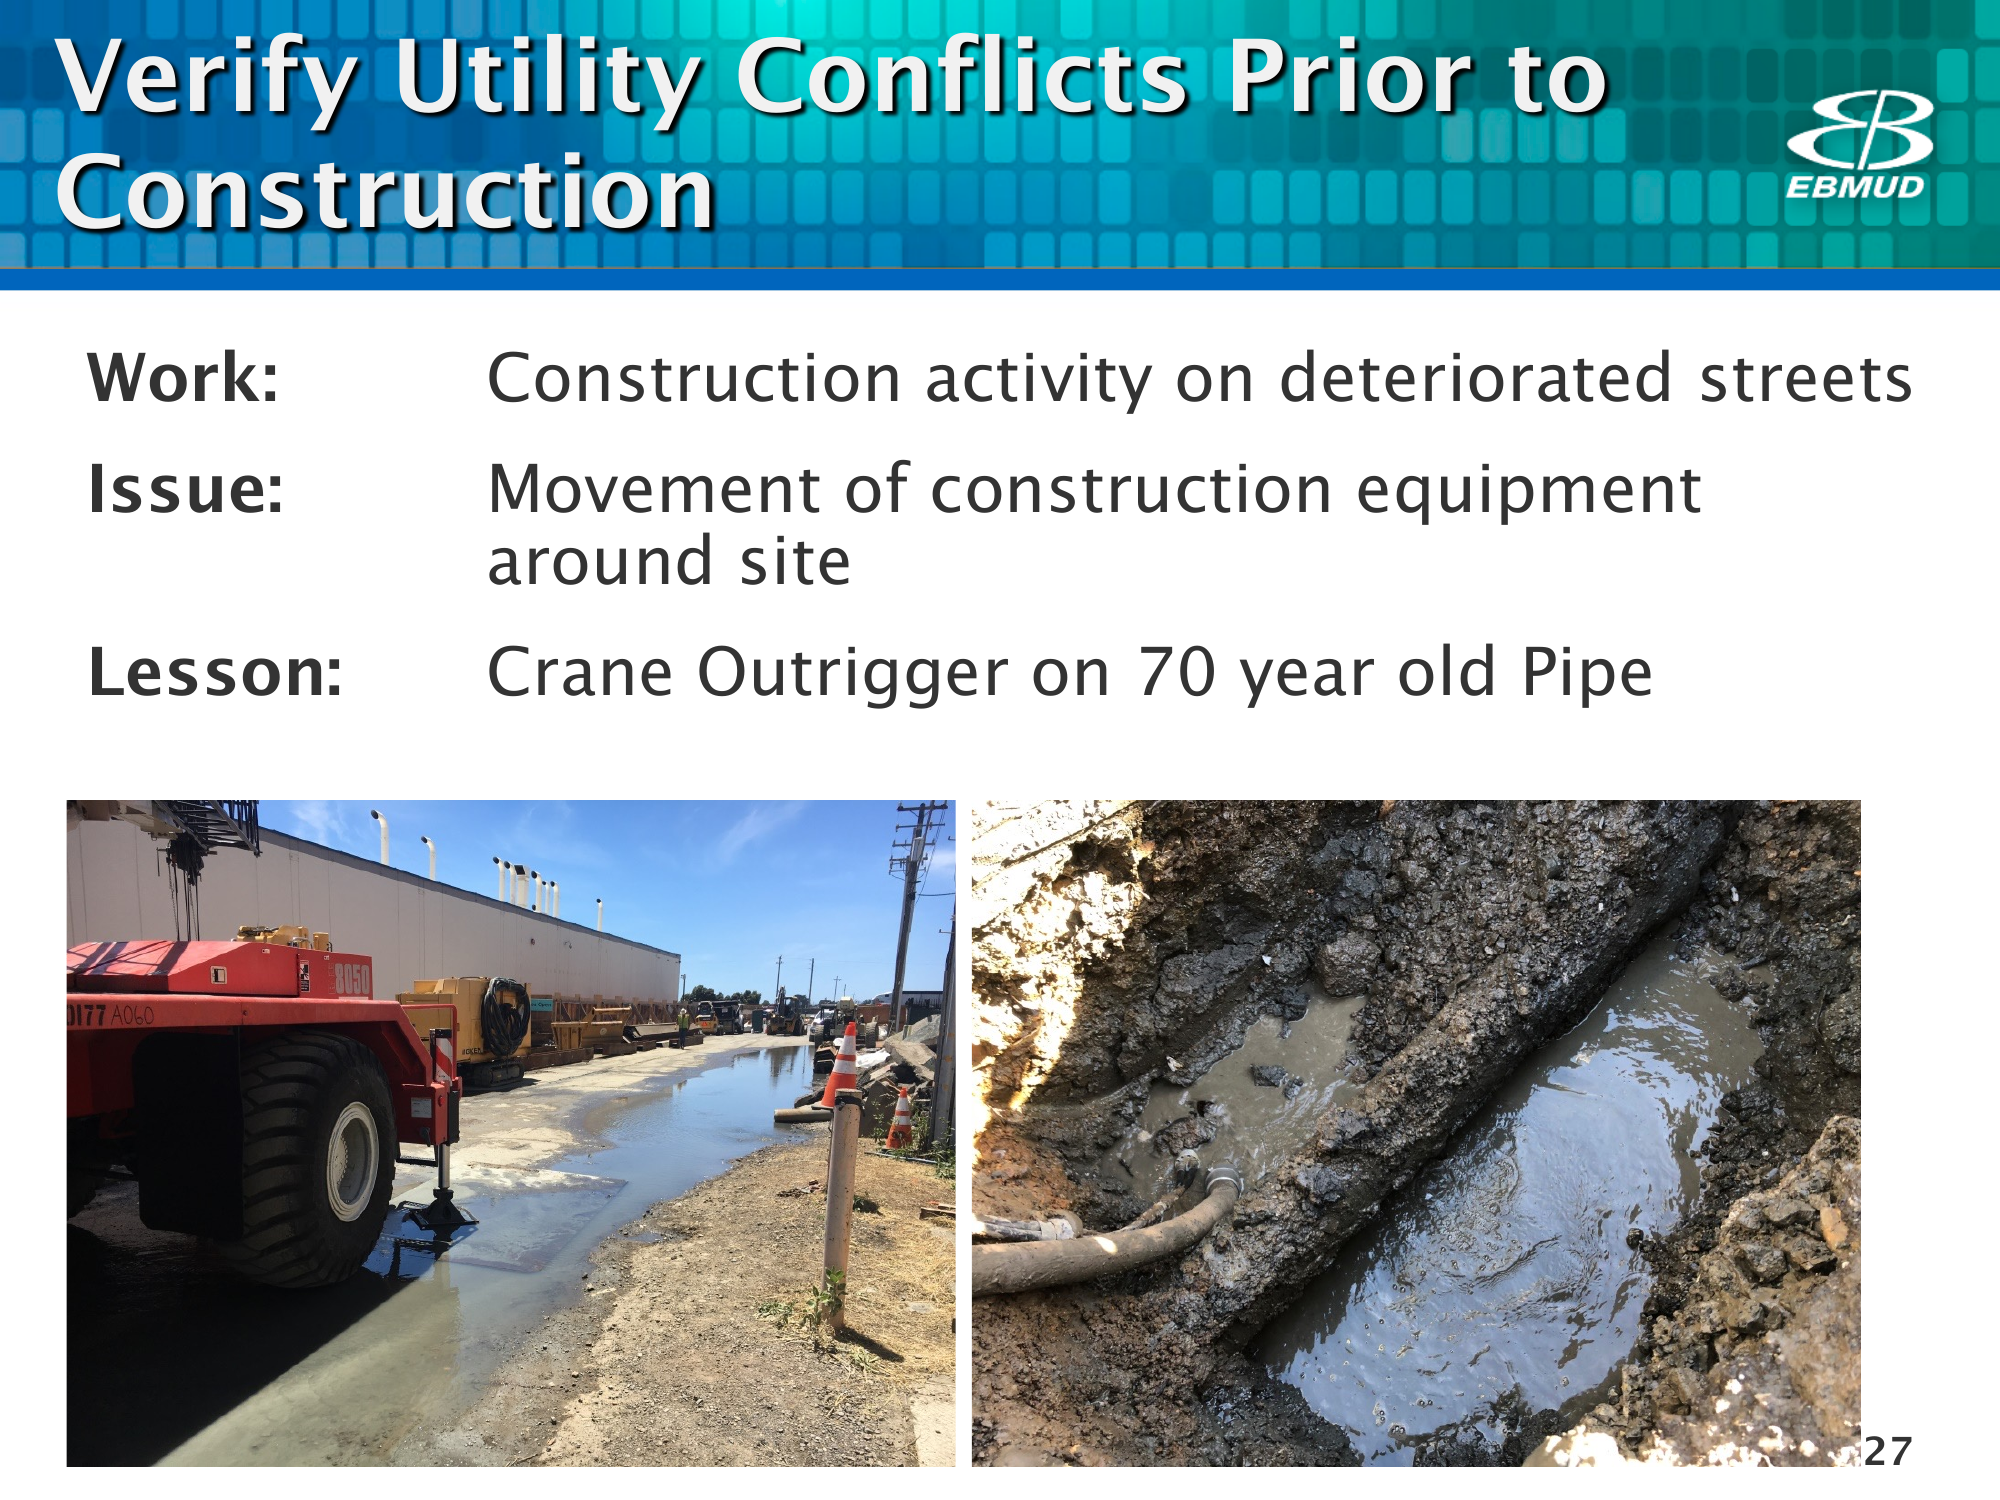 Verify Utility Conflicts Prior to
Construction
EBMUD
Work: Construction activity on deteriorated streets
Issue: Movement of construction equipment
around site
Lesson: Crane Outrigger on 70 year old Pipe
8050
0177 A060
27